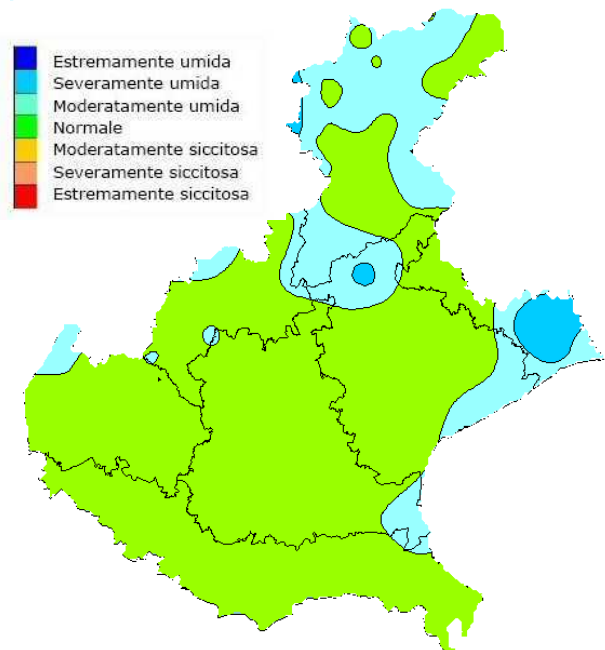 Estremamente umida
Severamente umida
Moderatamente umida
Normale
Moderatamente siccitosa
Severamente siccitosa
Estremamente siccitosa